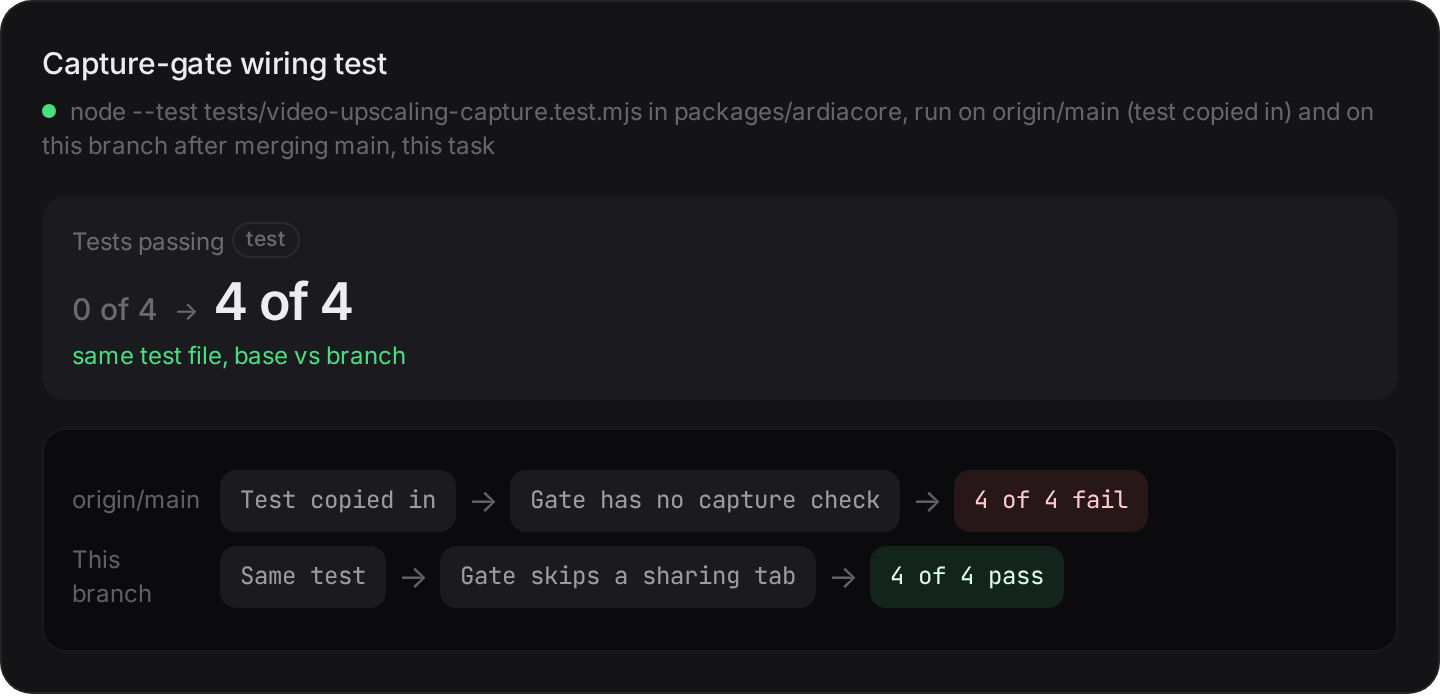 Capture-gate wiring test
node --test tests/video-upscaling-capture.test.mjs in packages/ardiacore, run on origin/main (test copied in) and on
this branch after merging main, this task
Tests passing test
0 of 4 → 4 of 4
same test file, base vs branch
origin/main Test copied in → Gate has no capture check → 4 of 4 fail
This
branch
Same test → Gate skips a sharing tab → 4 of 4 pass